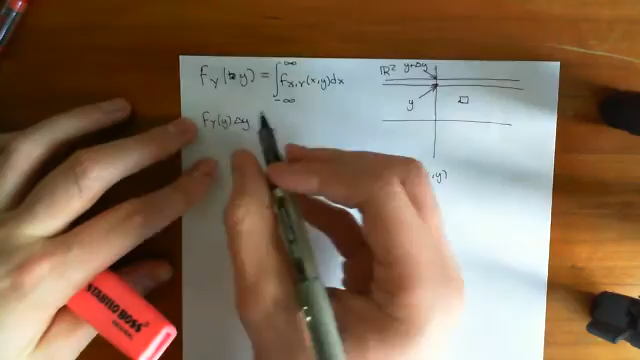 f_Y(y) = ∫_{-∞}^{∞} f_{X,Y}(x,y)dx
ℝ² y+Δy
y
f_Y(y)Δy
,y)
STABILO BOSS